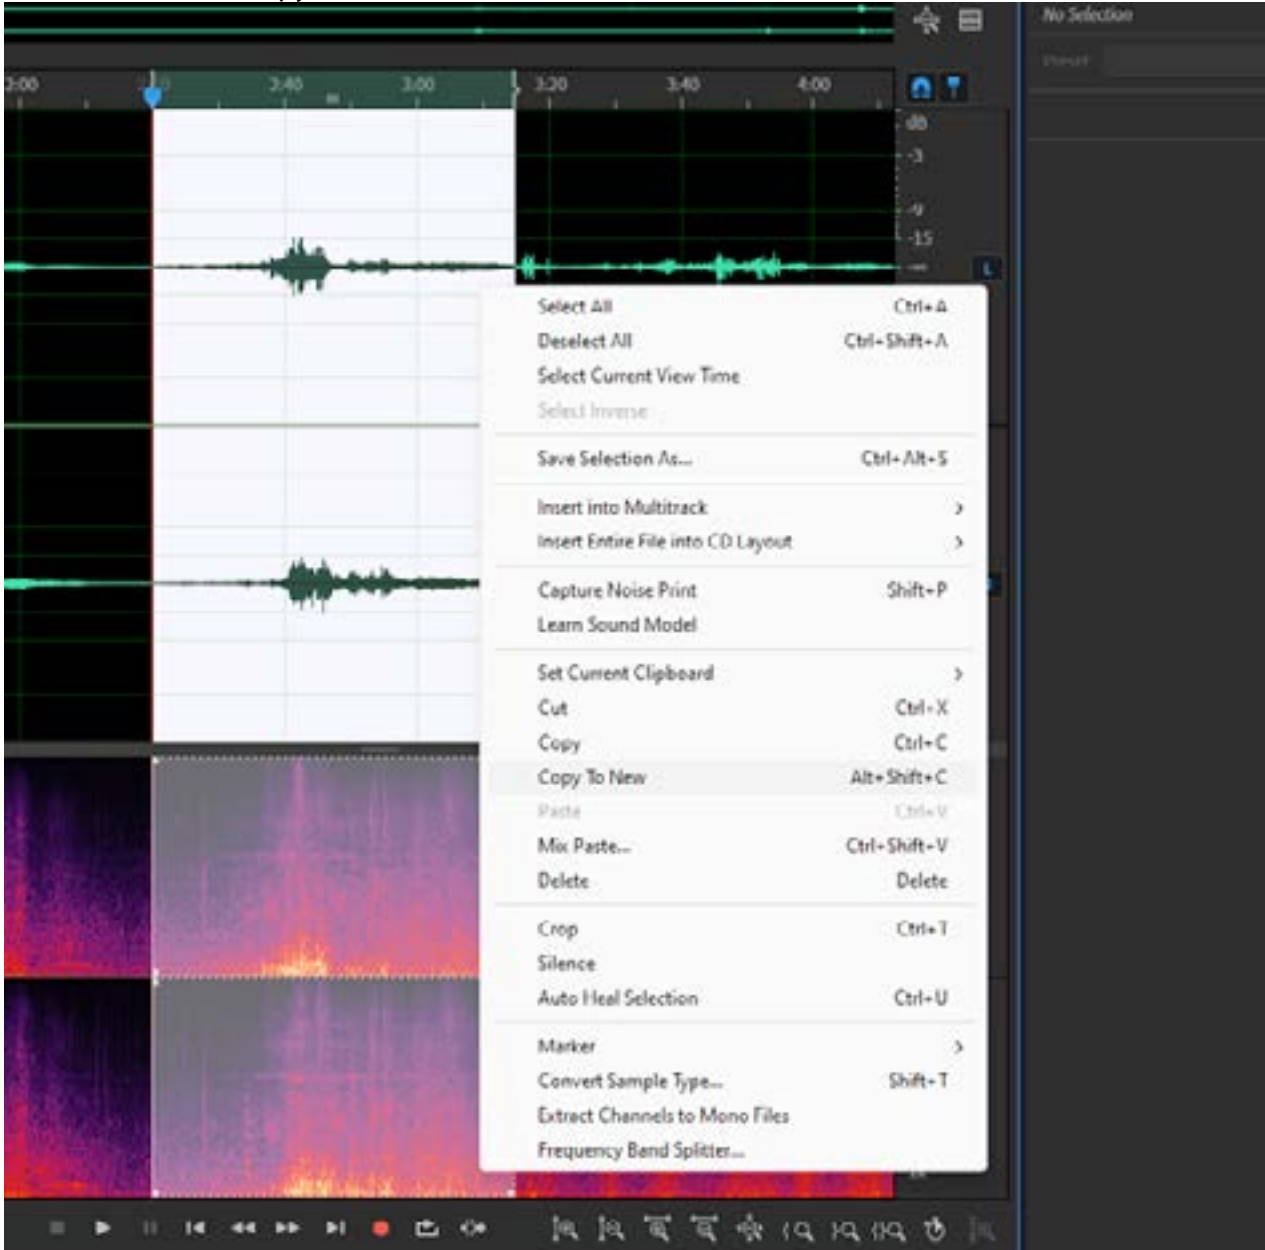 No Selection
Preset:
2:00 2:40 3:00 3:20 3:40 4:00
dB
-3
-9
-15
-∞
L
Select All Ctrl+A
Deselect All Ctrl+Shift+A
Select Current View Time
Select Inverse
Save Selection As... Ctrl+Alt+S
Insert into Multitrack
Insert Entire File into CD Layout
Capture Noise Print Shift+P
Learn Sound Model
Set Current Clipboard
Cut Ctrl+X
Copy Ctrl+C
Copy To New Alt+Shift+C
Paste Ctrl+V
Mix Paste... Ctrl+Shift+V
Delete Delete
Crop Ctrl+T
Silence
Auto Heal Selection Ctrl+U
Marker
Convert Sample Type... Shift+T
Extract Channels to Mono Files
Frequency Band Splitter...